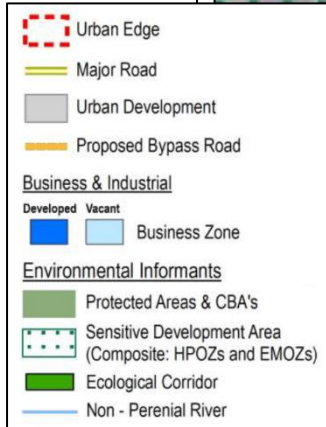 Urban Edge
Major Road
Urban Development
Proposed Bypass Road
Business & Industrial
Developed Vacant
Business Zone
Environmental Informants
Protected Areas & CBA's
Sensitive Development Area
(Composite: HPOZs and EMOZs)
Ecological Corridor
Non - Perenial River